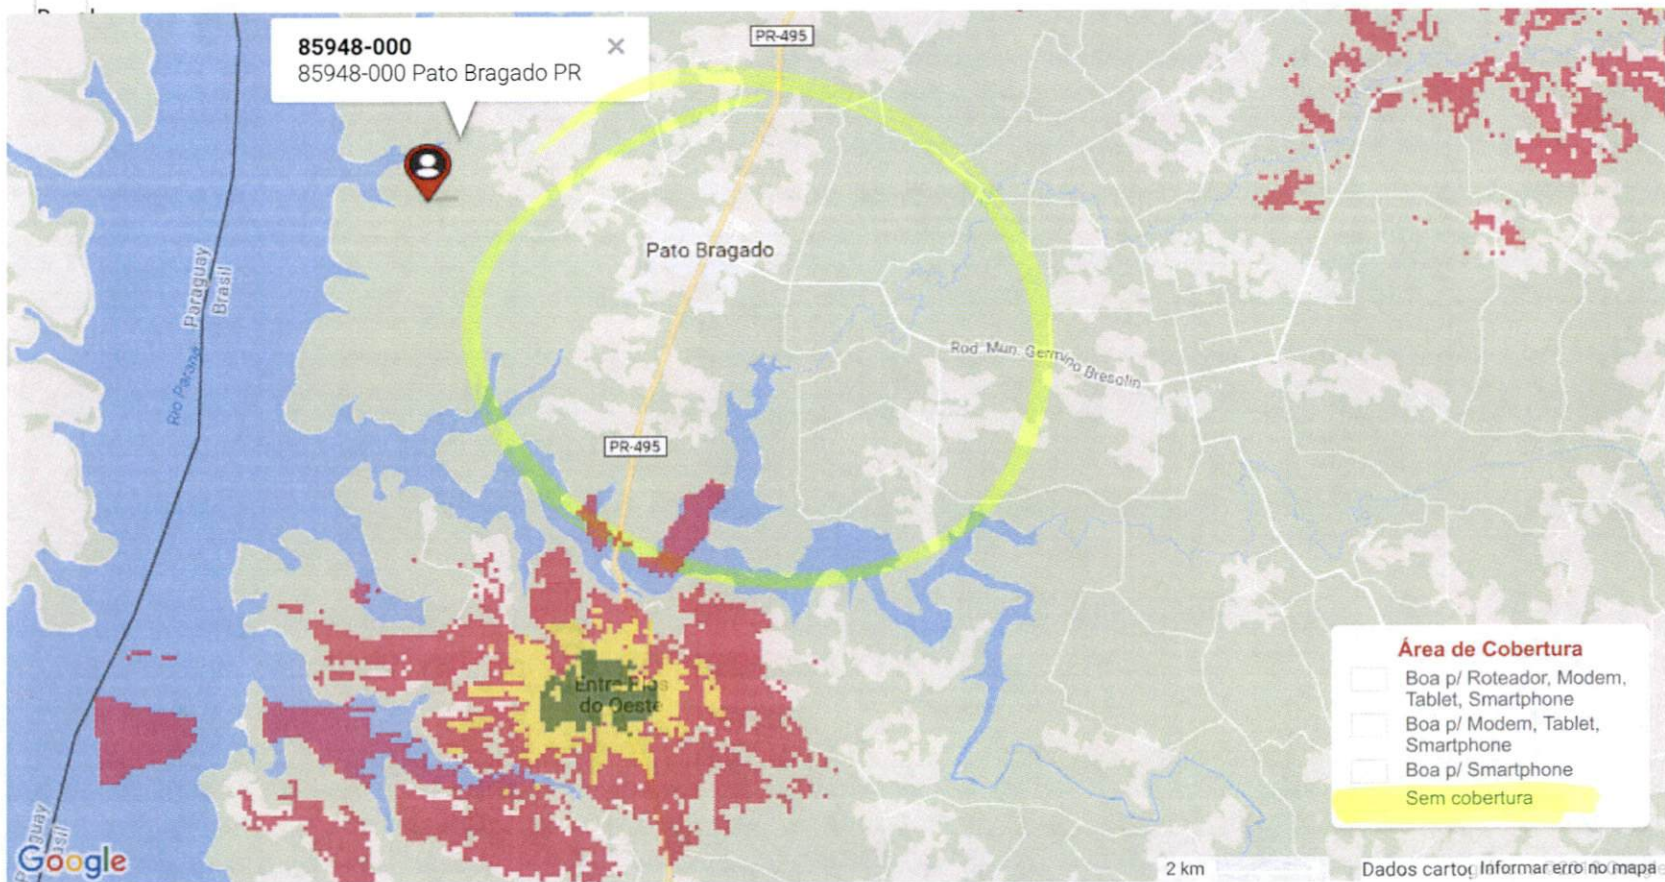 85948-000
85948-000 Pato Bragado PR
PR-495
Pato Bragado
Paraguay
Brasil
Rio Paraná
Rod. Mun. Germino Bresolin
PR-495
Entre Rios
do Oeste
Área de Cobertura
Boa p/ Roteador, Modem,
Tablet, Smartphone
Boa p/ Modem, Tablet,
Smartphone
Boa p/ Smartphone
Sem cobertura
Google
2 km
Informar erro no mapa